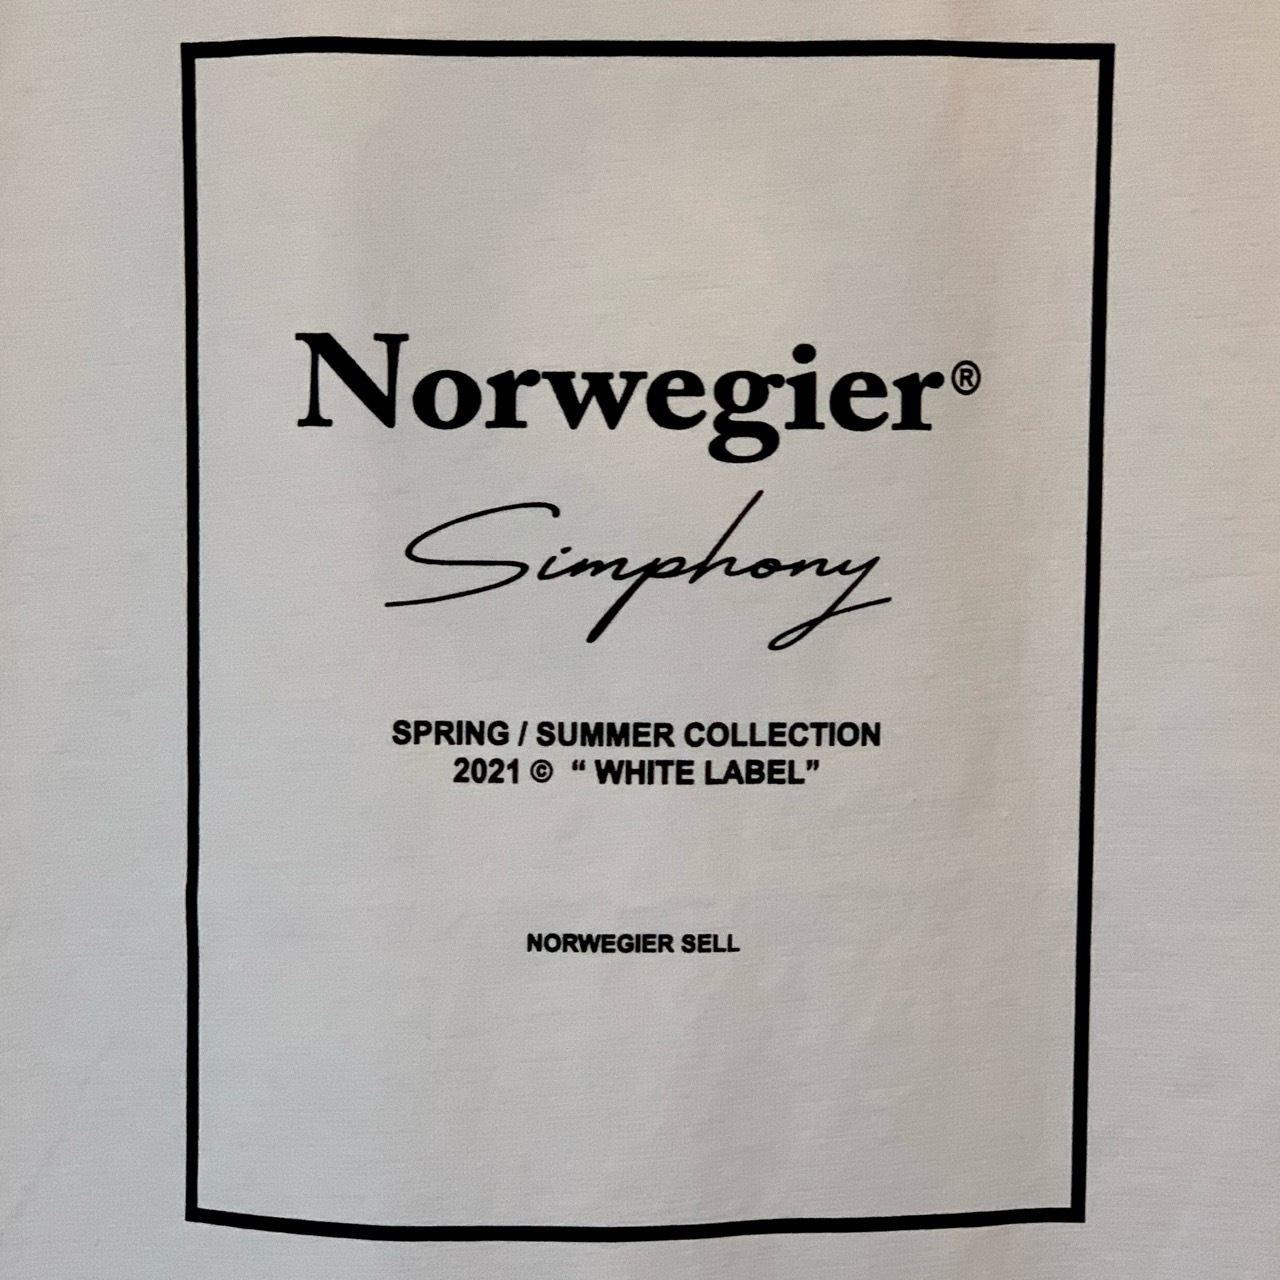 Norwegier®
Simphony
SPRING / SUMMER COLLECTION
2021 © “ WHITE LABEL”
NORWEGIER SELL